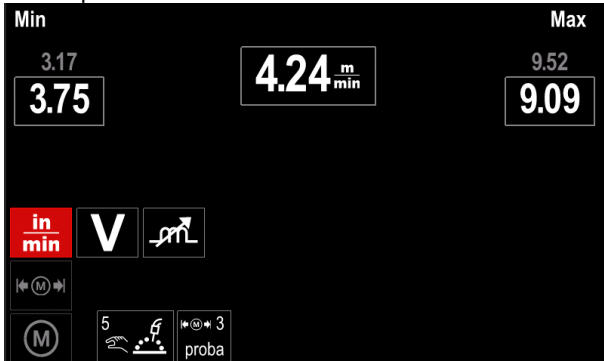 Min
Max
3.17
3.75
4.24 m/min
9.52
9.09
in/min
V
M
M
5
M 3
proba